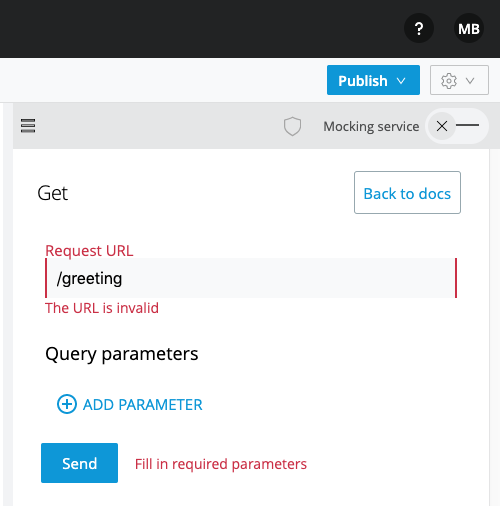 ?
MB
Publish
Mocking service
Get
Back to docs
Request URL
/greeting
The URL is invalid
Query parameters
ADD PARAMETER
Send
Fill in required parameters